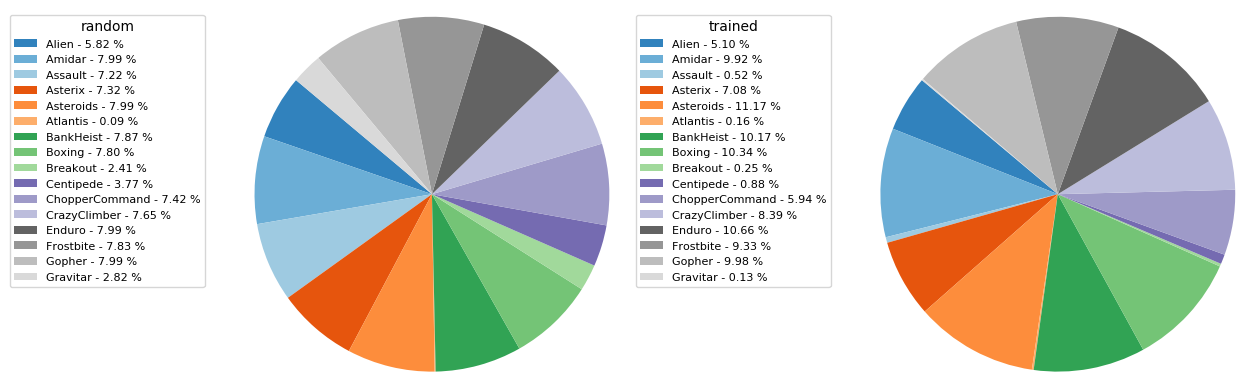 random
Alien - 5.82 %
Amidar - 7.99 %
Assault - 7.22 %
Asterix - 7.32 %
Asteroids - 7.99 %
Atlantis - 0.09 %
BankHeist - 7.87 %
Boxing - 7.80 %
Breakout - 2.41 %
Centipede - 3.77 %
ChopperCommand - 7.42 %
CrazyClimber - 7.65 %
Enduro - 7.99 %
Frostbite - 7.83 %
Gopher - 7.99 %
Gravitar - 2.82 %
trained
Alien - 5.10 %
Amidar - 9.92 %
Assault - 0.52 %
Asterix - 7.08 %
Asteroids - 11.17 %
Atlantis - 0.16 %
BankHeist - 10.17 %
Boxing - 10.34 %
Breakout - 0.25 %
Centipede - 0.88 %
ChopperCommand - 5.94 %
CrazyClimber - 8.39 %
Enduro - 10.66 %
Frostbite - 9.33 %
Gopher - 9.98 %
Gravitar - 0.13 %